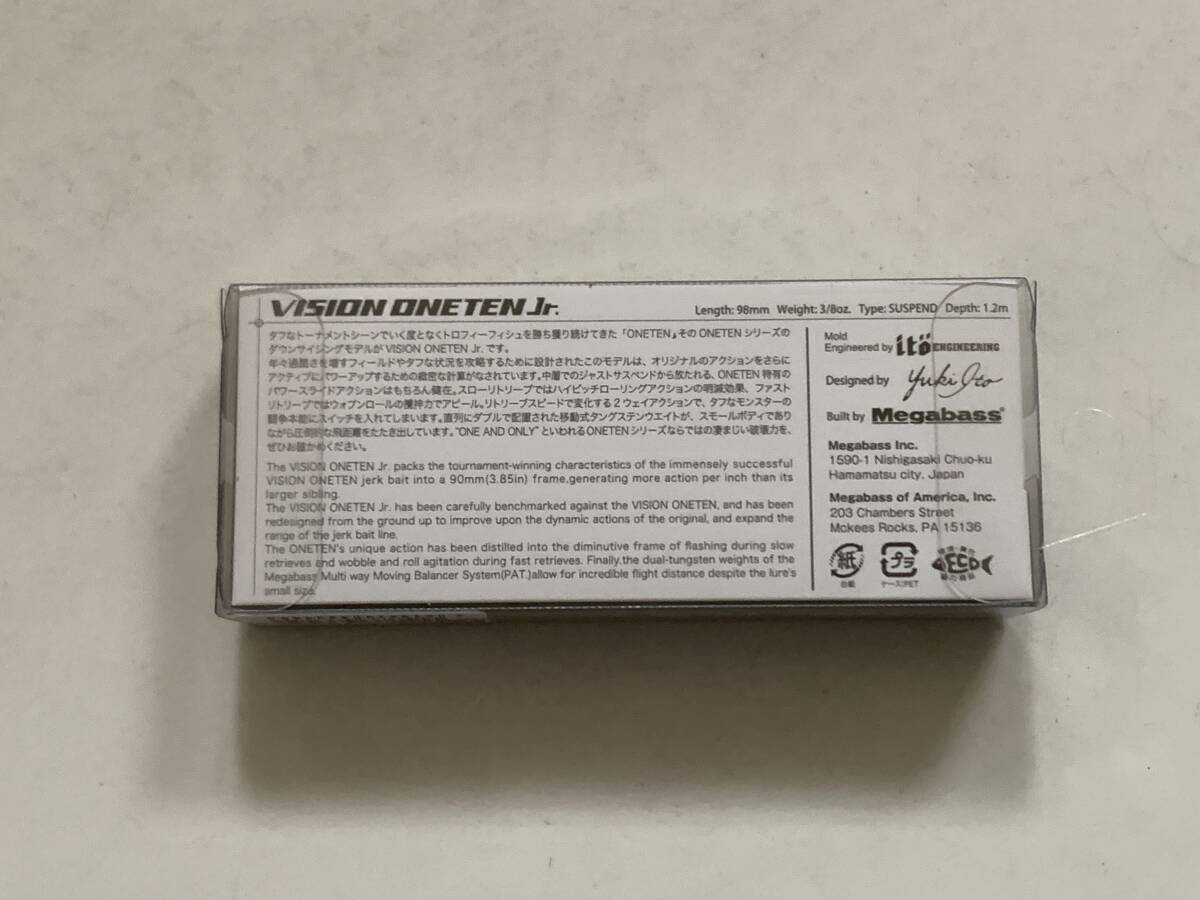 VISION ONETEN Jr.
Length: 98mm Weight: 3/8oz. Type: SUSPEND Depth: 1.2m
タフなトーナメントシーンでいく度となくトロフィーフィッシュを勝ち獲り続けてきた「ONETEN」そのONETENシリーズの
ダウンサイジングモデルがVISION ONETEN Jr.です。
年々過酷さを増すフィールドやタフな状況を攻略するために設計されたこのモデルは、オリジナルのアクションをさらに
アクティブにパワーアップするための緻密な計算がなされています。中層でのジャストサスペンドから放たれる、ONETEN特有の
パワースライドアクションはもちろん健在。スローリトリーブではハイピッチローリングアクションの明滅効果、ファスト
リトリーブではウォブンロールの攪拌力でアピール。リトリーブスピードで変化する2ウェイアクションで、タフなモンスターの
闘争本能にスイッチを入れてしまいます。直列にダブルで配置された移動式タングステンウエイトが、スモールボディであり
ながら圧倒的な飛距離をたたき出しています。"ONE AND ONLY"といわれるONETENシリーズならではの凄まじい破壊力を、
ぜひお確かめください。
The VISION ONETEN Jr. packs the tournament-winning characteristics of the immensely successful
VISION ONETEN jerk bait into a 90mm(3.85in) frame,generating more action per inch than its
larger sibling.
The VISION ONETEN Jr. has been carefully benchmarked against the VISION ONETEN, and has been
redesigned from the ground up to improve upon the dynamic actions of the original, and expand the
range of the jerk bait line.
The ONETEN's unique action has been distilled into the diminutive frame of flashing during slow
retrieves and wobble and roll agitation during fast retrieves. Finally,the dual-tungsten weights of the
Megabass Multi way Moving Balancer System(PAT.)allow for incredible flight distance despite the lure's
small size.
Mold
Engineered by itö ENGINEERING
Designed by Yuki Ito
Built by Megabass®
Megabass Inc.
1590-1 Nishigasaki Chuo-ku
Hamamatsu city. Japan
Megabass of America, Inc.
203 Chambers Street
Mckees Rocks. PA 15136
紙 プラ ECO
台紙 ケース:PET